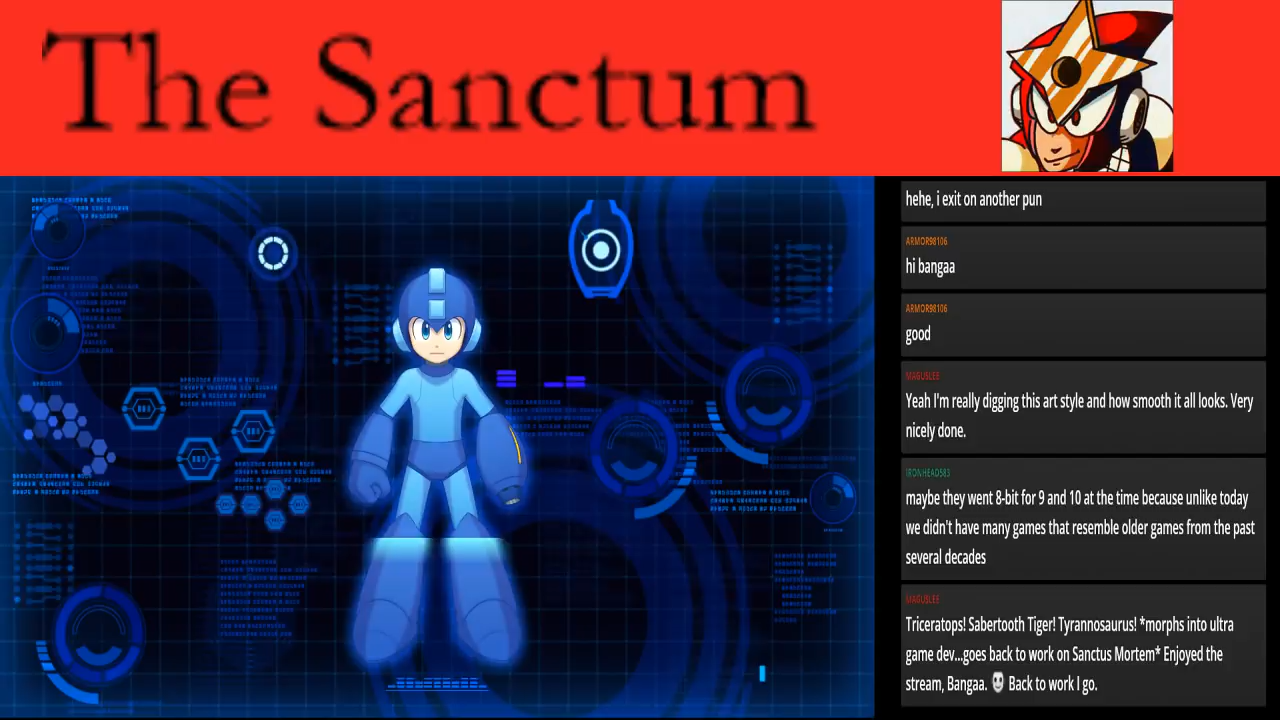 The Sanctum
hehe, i exit on another pun
ARMOR98106
hi bangaa
ARMOR98106
good
MAGUSLEE
Yeah I'm really digging this art style and how smooth it all looks. Very
nicely done.
IRONHEAD583
maybe they went 8-bit for 9 and 10 at the time because unlike today
we didn't have many games that resemble older games from the past
several decades
MAGUSLEE
Triceratops! Sabertooth Tiger! Tyrannosaurus! *morphs into ultra
game dev...goes back to work on Sanctus Mortem* Enjoyed the
stream, Bangaa. Back to work I go.